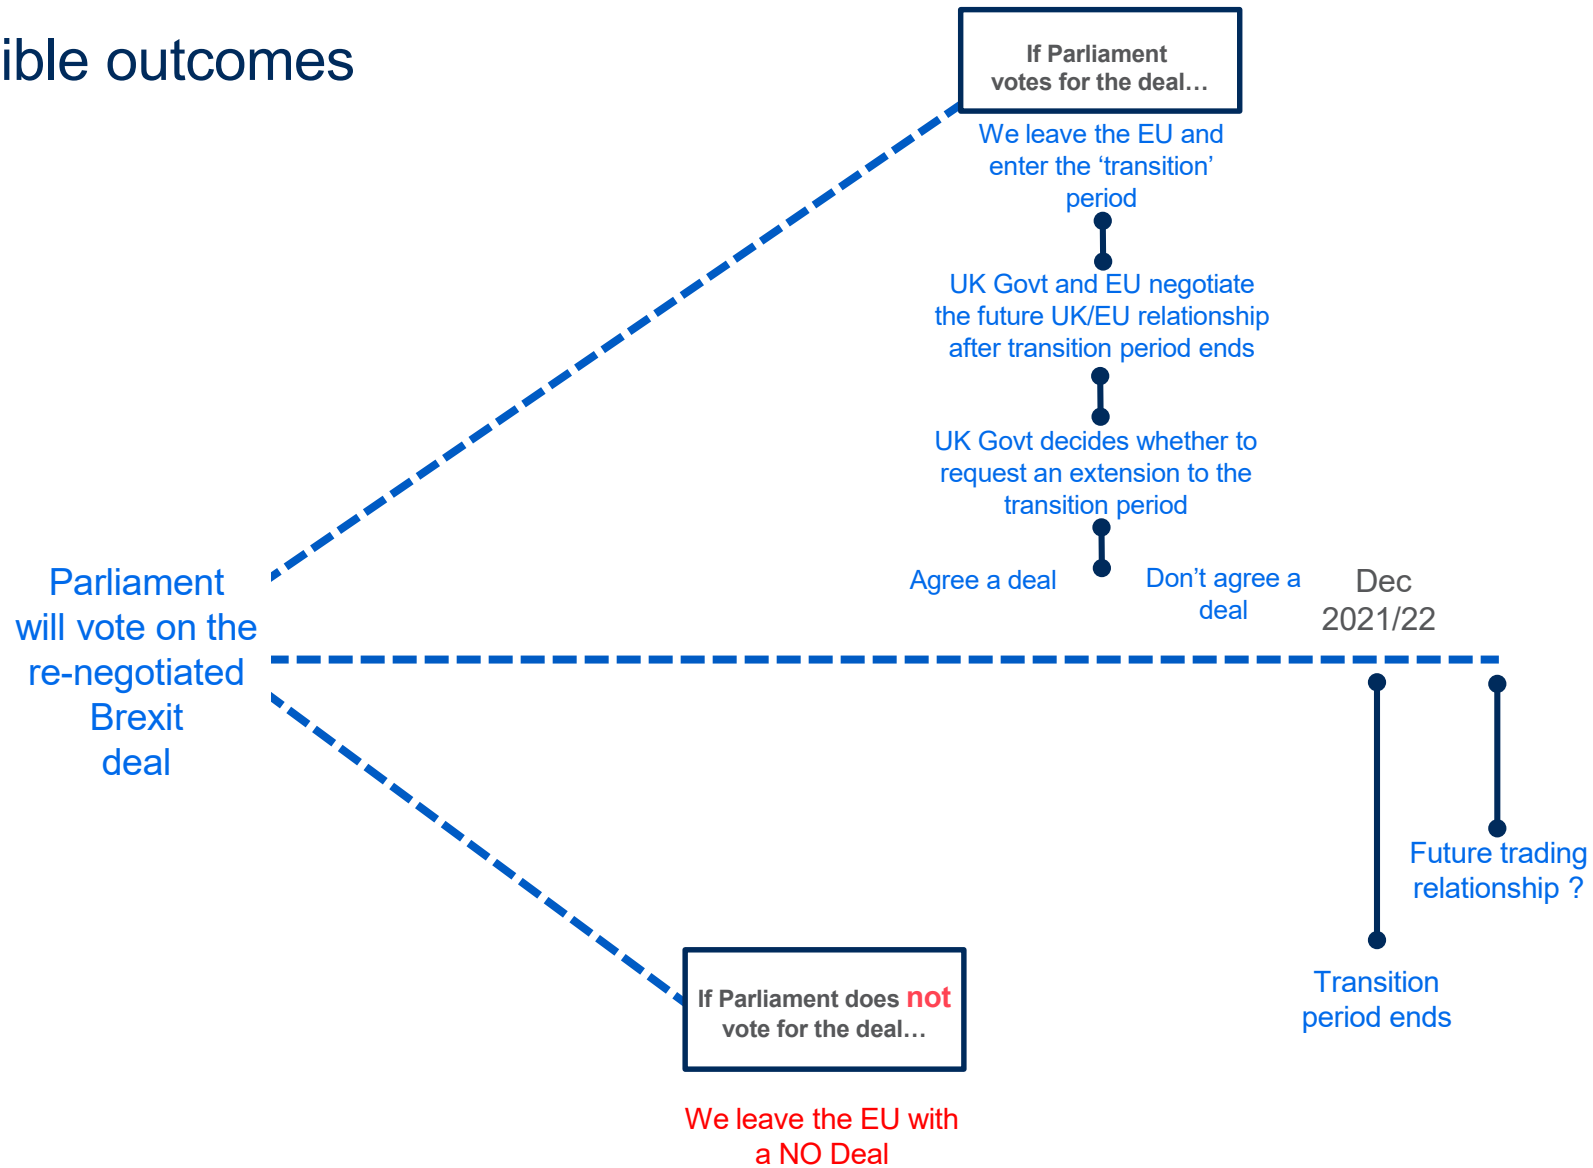 ible outcomes
If Parliament
votes for the deal…
We leave the EU and
enter the ‘transition’
period
UK Govt and EU negotiate
the future UK/EU relationship
after transition period ends
UK Govt decides whether to
request an extension to the
transition period
Agree a deal
Don’t agree a
deal
Dec
2021/22
Parliament
will vote on the
re-negotiated
Brexit
deal
Future trading
relationship ?
Transition
period ends
If Parliament does not
vote for the deal…
We leave the EU with
a NO Deal